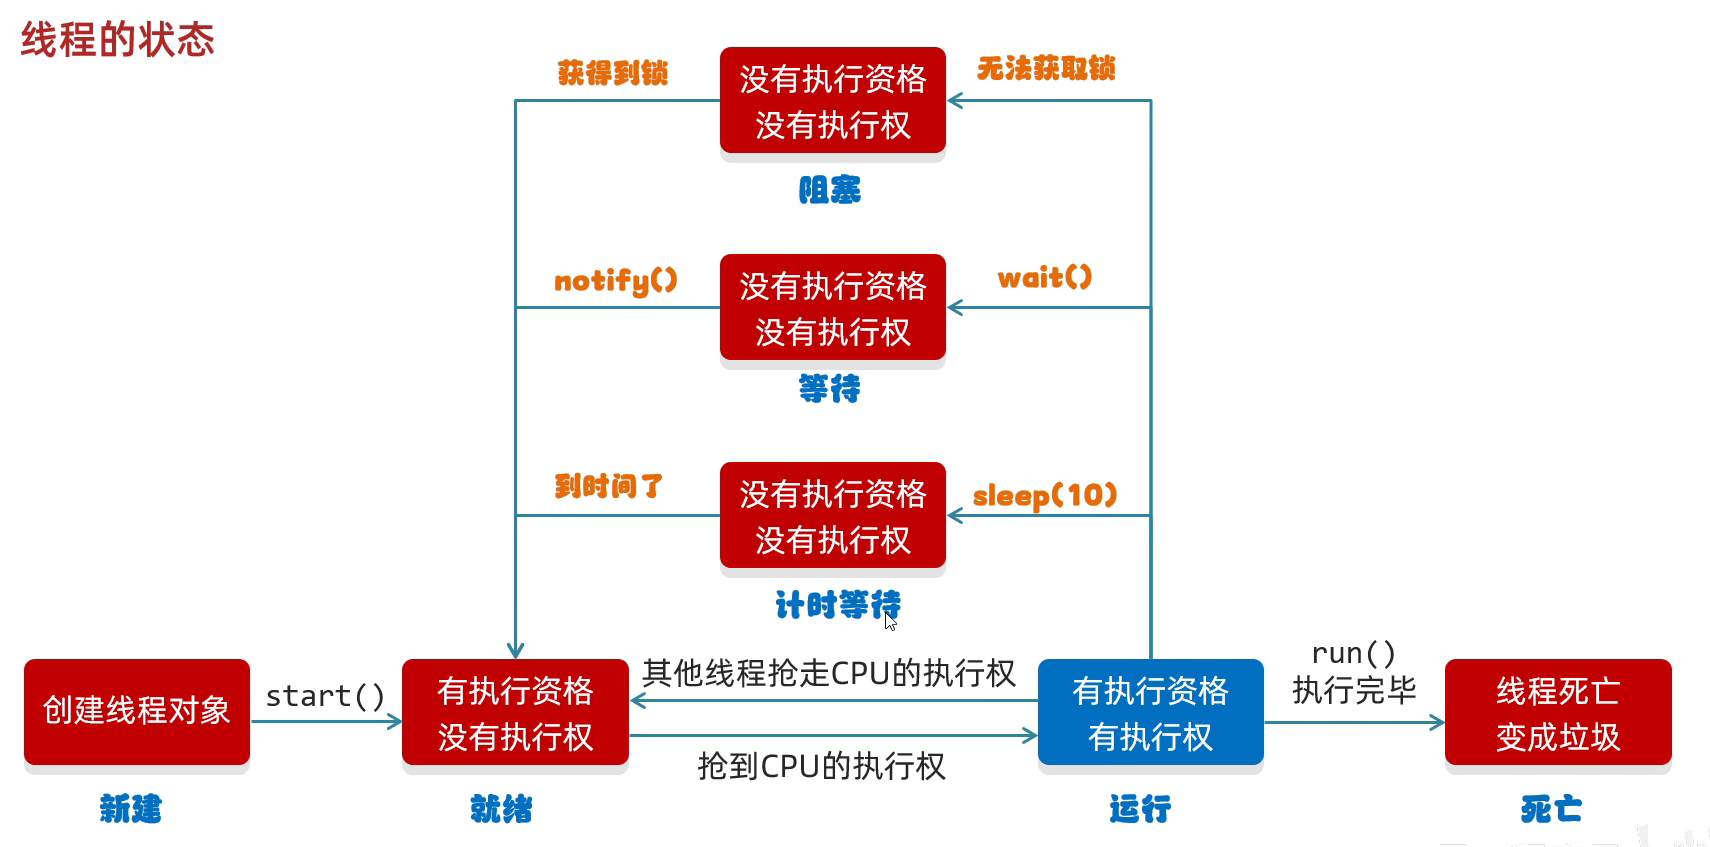 线程的状态
获得到锁
没有执行资格
没有执行权
无法获取锁
阻塞
notify()
没有执行资格
没有执行权
wait()
等待
到时间了
没有执行资格
没有执行权
sleep(10)
计时等待
创建线程对象
start()
有执行资格
没有执行权
其他线程抢走CPU的执行权
抢到CPU的执行权
有执行资格
有执行权
run()
执行完毕
线程死亡
变成垃圾
新建
就绪
运行
死亡